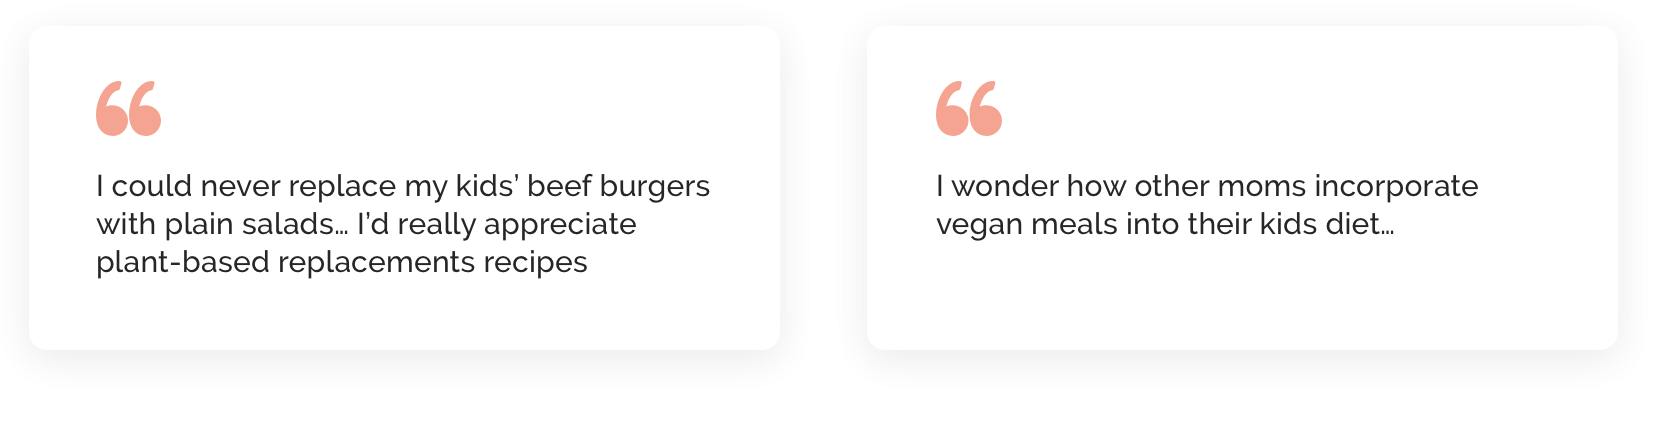 “
I could never replace my kids’ beef burgers
with plain salads… I’d really appreciate
plant-based replacements recipes
“
I wonder how other moms incorporate
vegan meals into their kids diet…